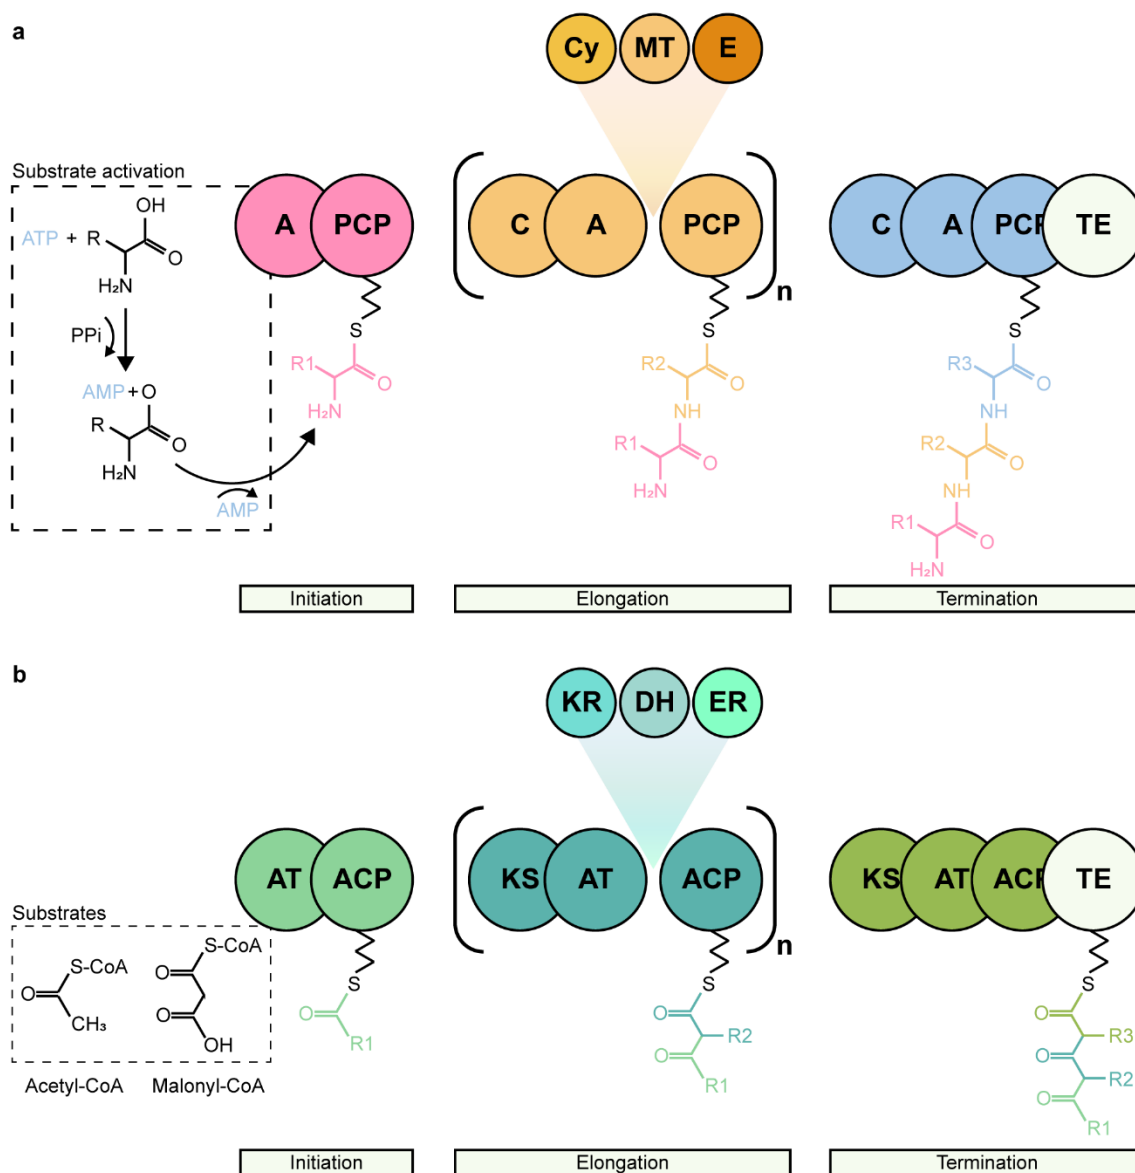 a
Cy MT E
Substrate activation
A PCP
C A PCP
n
C A PCP TE
OH
ATP + R
O
H₂N
PPi
AMP+O
R
O
H₂N
AMP
S
R1
O
H₂N
S
R2
O
NH
R1
O
H₂N
S
R3
O
NH
R2
O
NH
R1
O
H₂N
Initiation
Elongation
Termination
b
KR DH ER
AT ACP
KS AT ACP
n
KS AT ACP TE
Substrates
S-CoA
O
CH₃
S-CoA
O
O
OH
Acetyl-CoA Malonyl-CoA
S
O
R1
S
O
R2
O
R1
S
O
R3
O
R2
O
R1
Initiation
Elongation
Termination